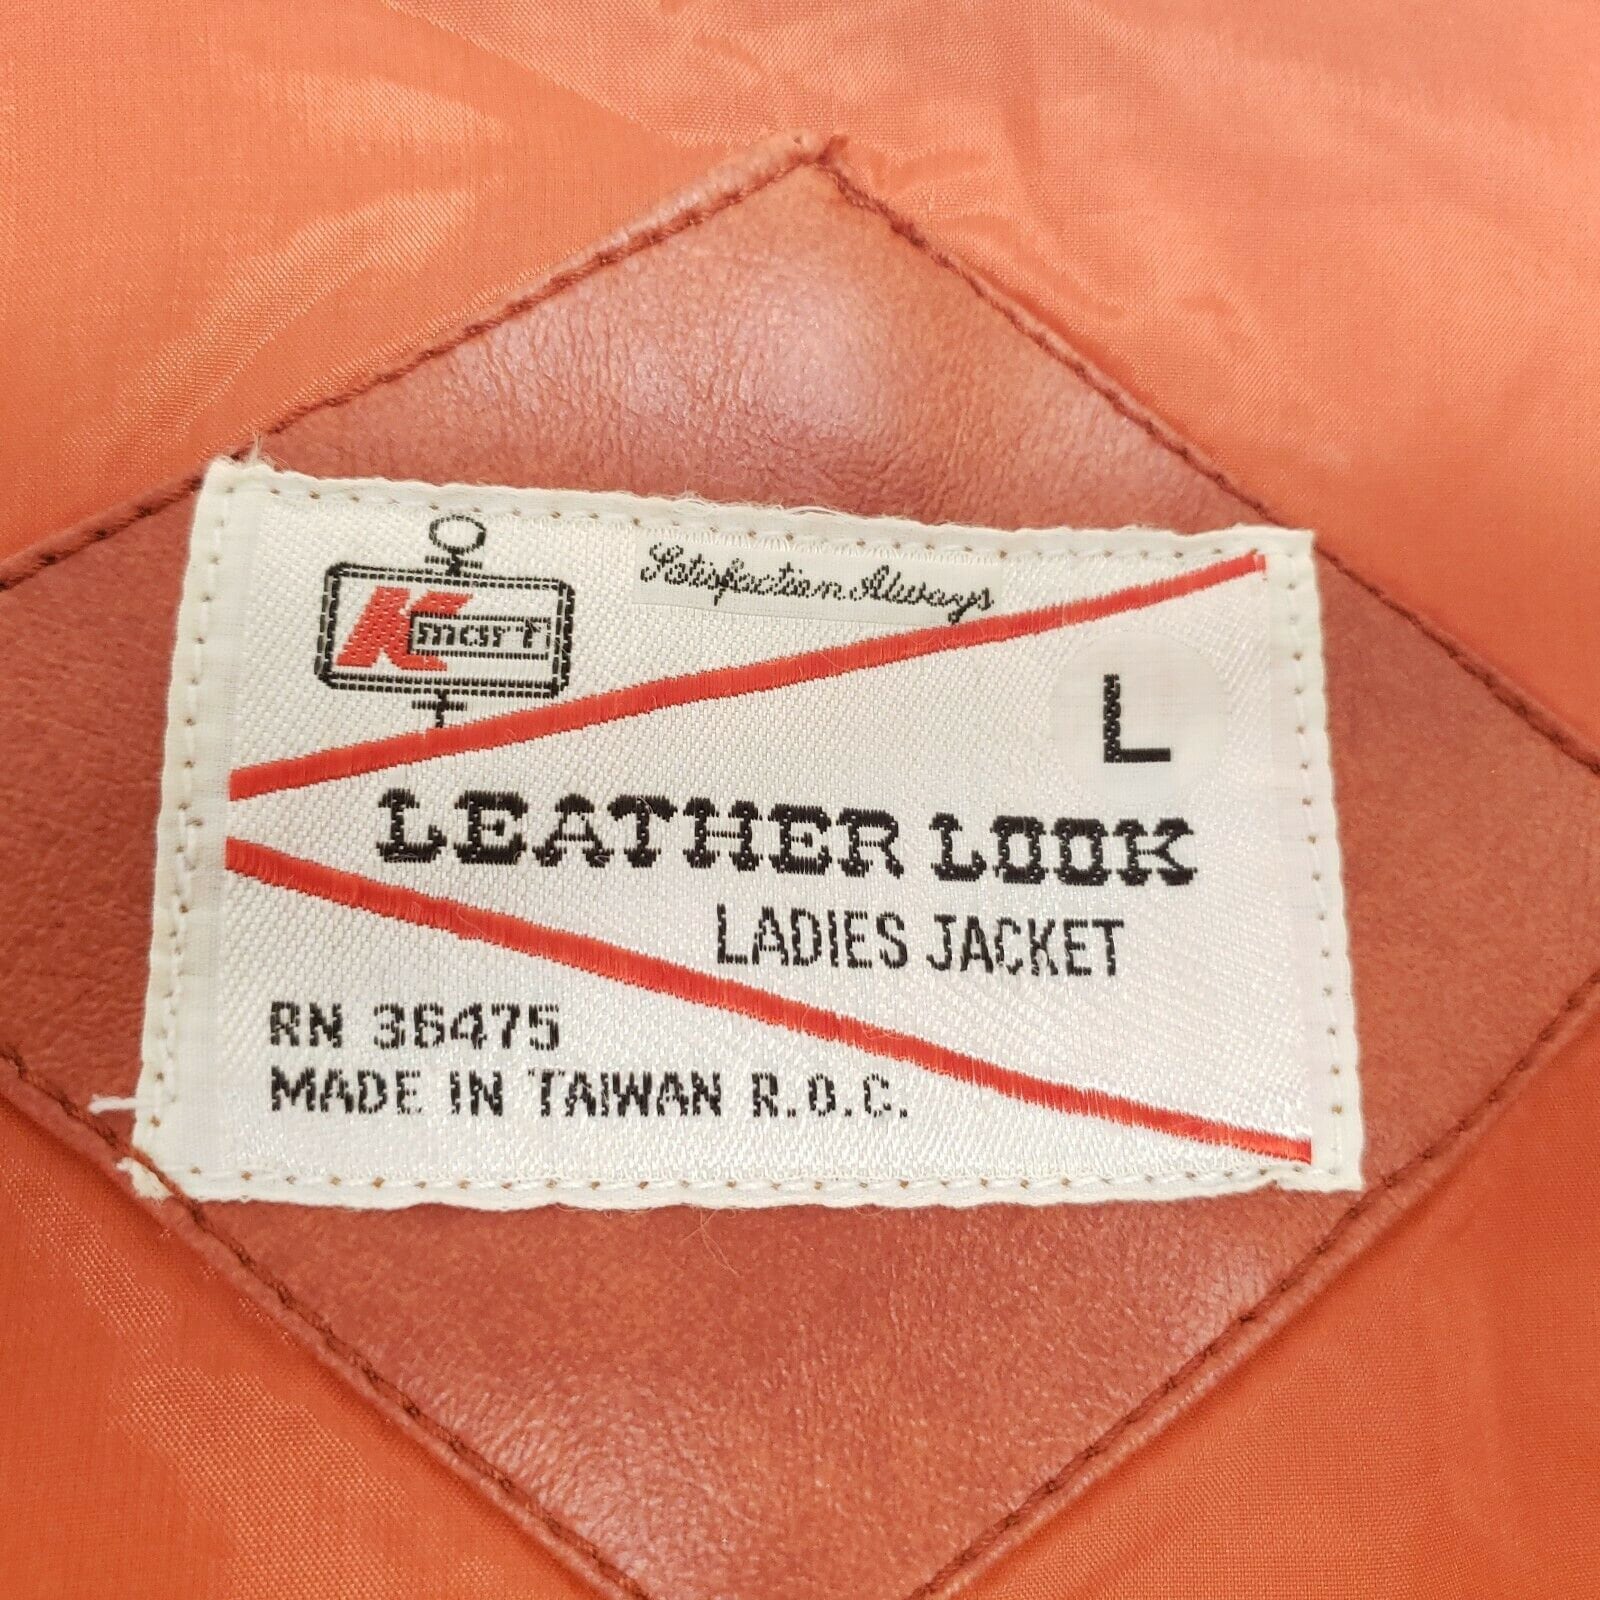 Kmart
Satisfaction Always
L
LEATHER LOOK
LADIES JACKET
RN 36475
MADE IN TAIWAN R.O.C.